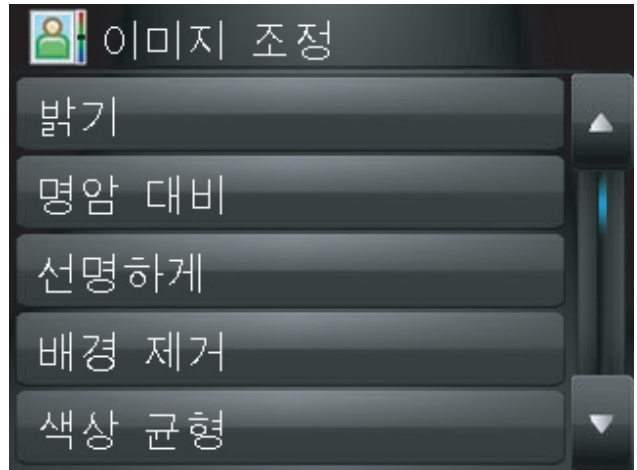 이미지 조정
밝기
명암 대비
선명하게
배경 제거
색상 균형